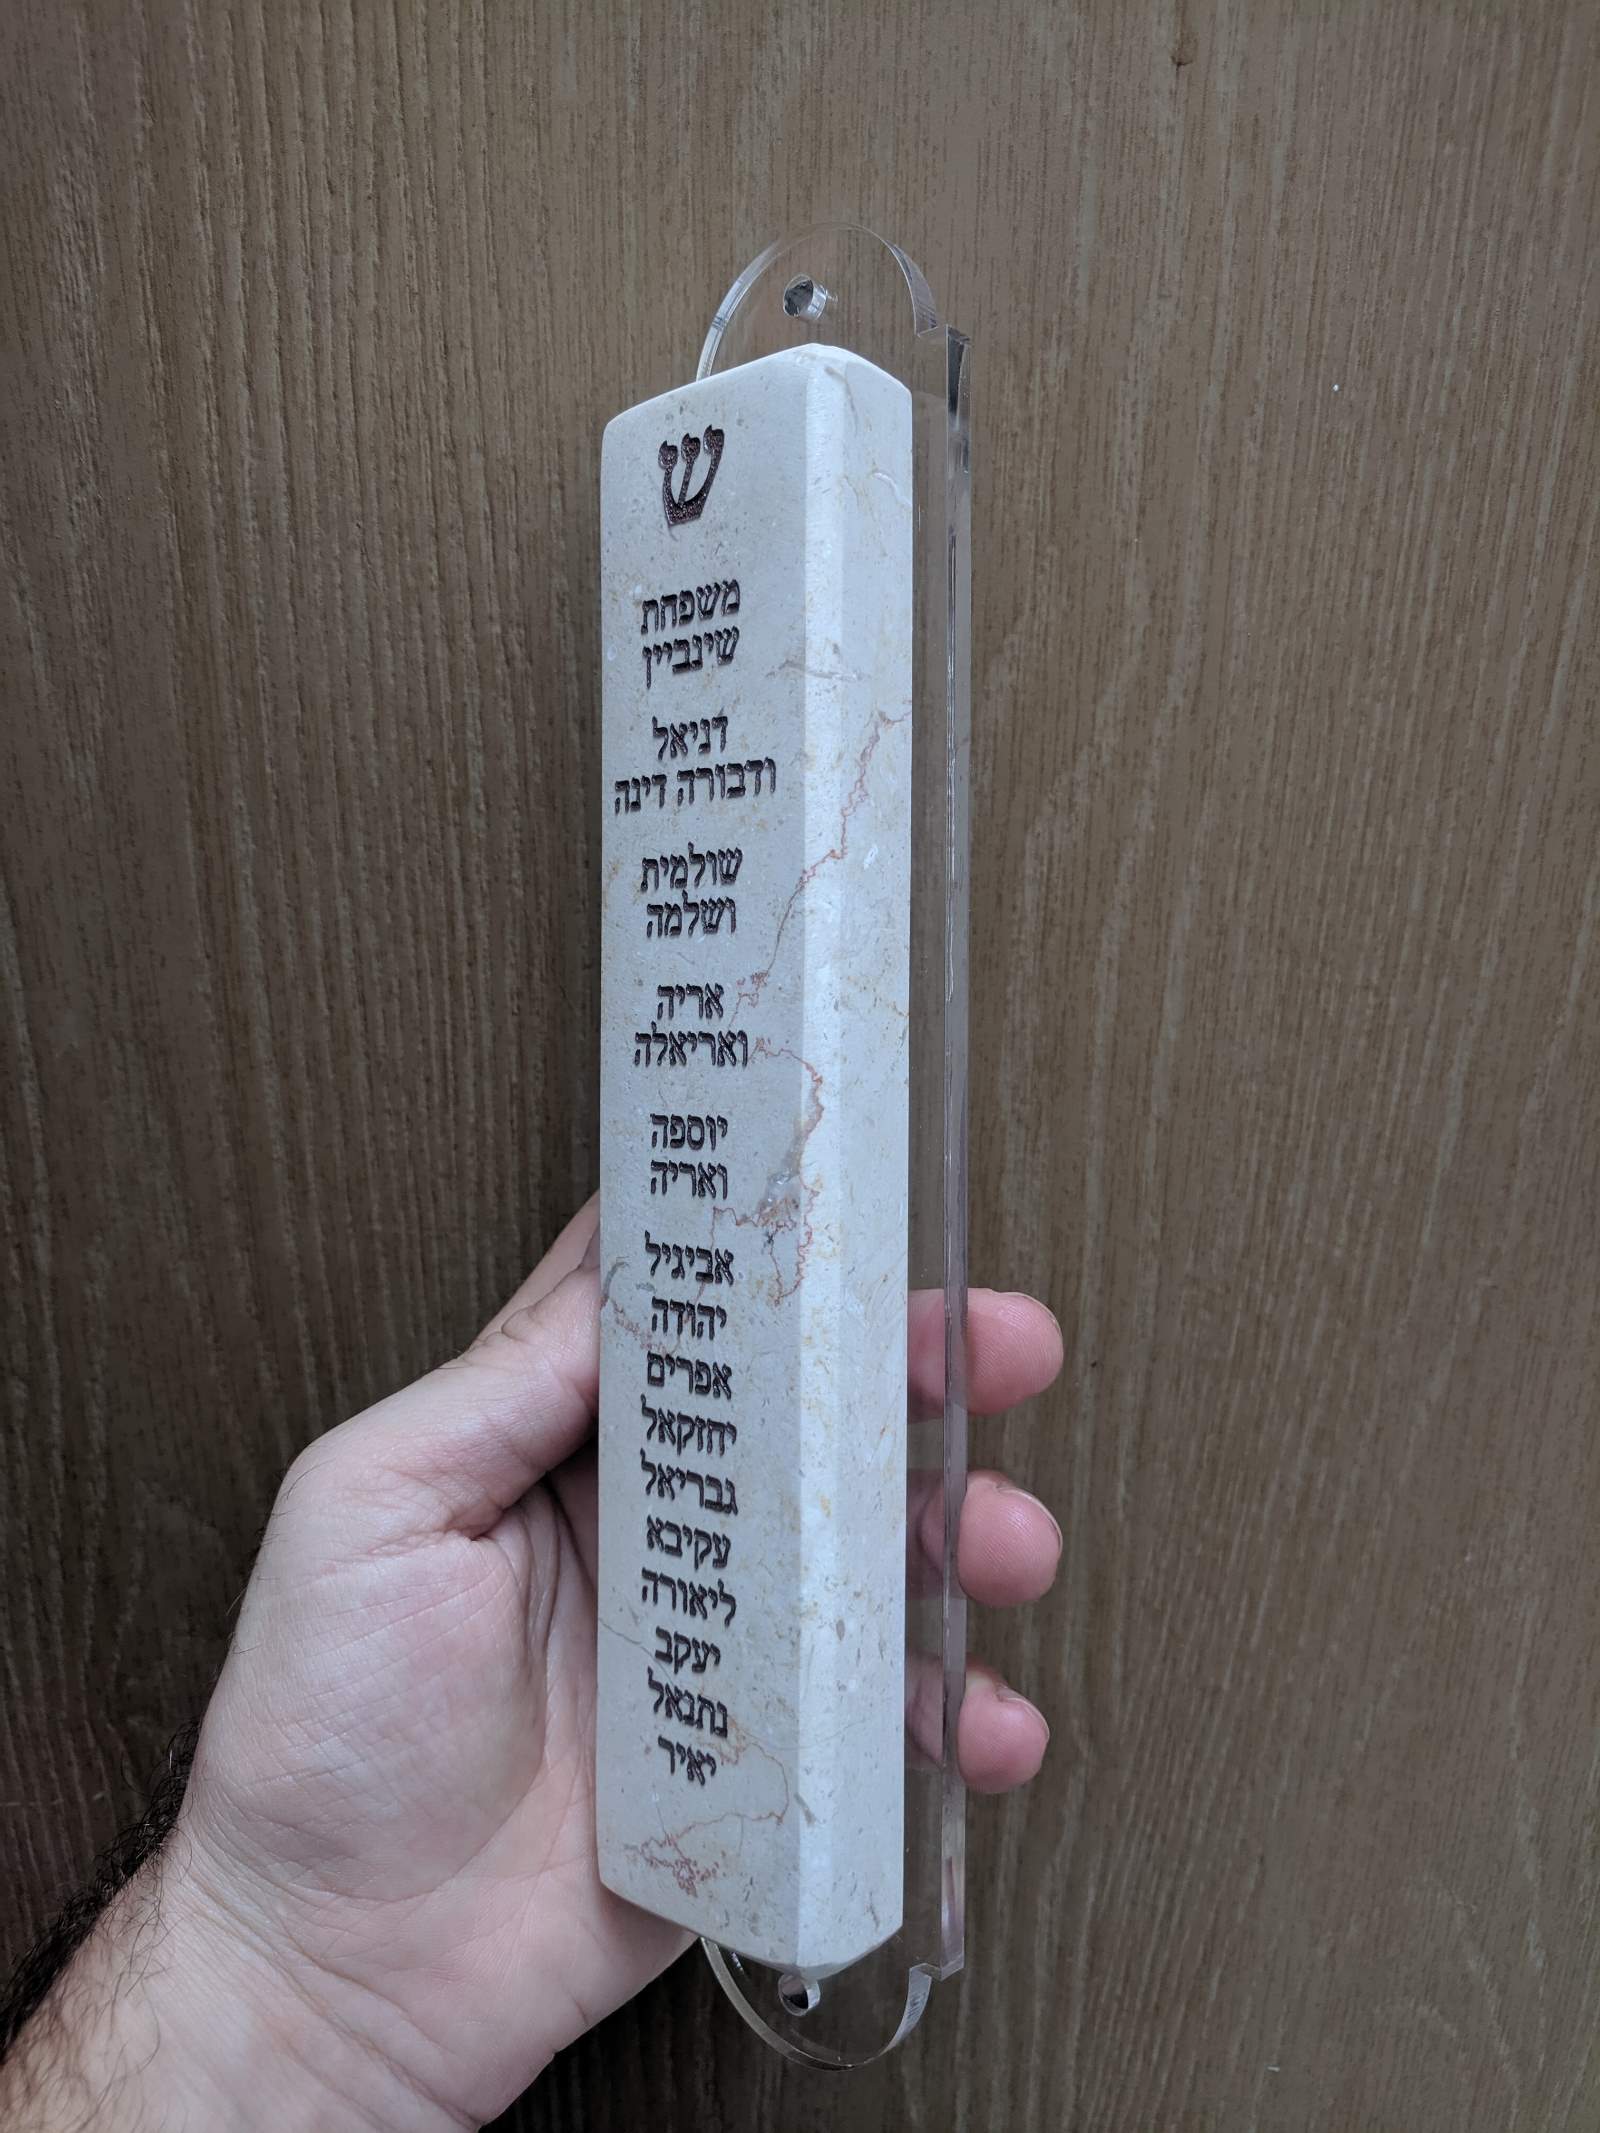 ש
משפחת
שינביין
דניאל
ודבורה דינה
שולמית
ושלמה
אריה
ואריאלה
יוספה
ואריה
אביגיל
יהודה
אפרים
יחזקאל
גבריאל
עקיבא
ליאורה
יעקב
נתנאל
יאיר